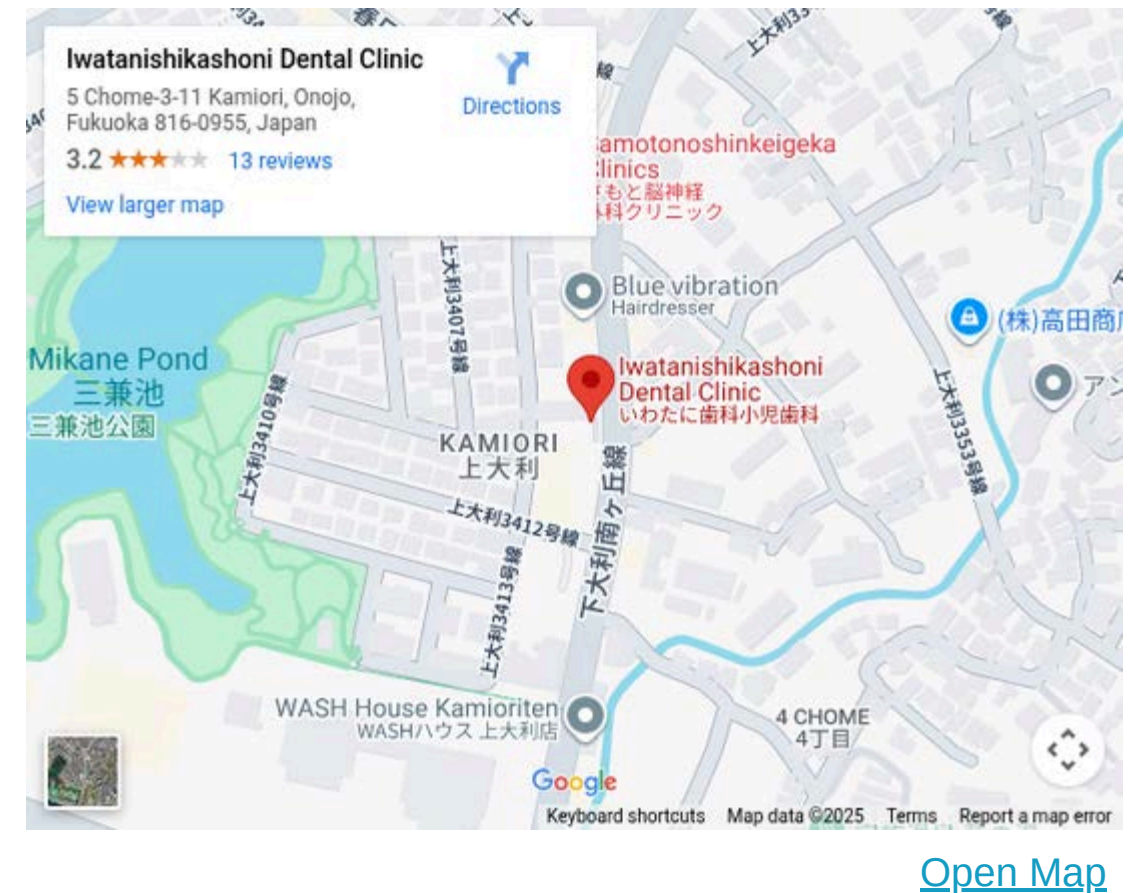 Iwatanishikashoni Dental Clinic
5 Chome-3-11 Kamiori, Onojo,
Fukuoka 816-0955, Japan
3.2
13 reviews
View larger map
Directions
amotonoshinkeigeka
linics
もと脳神経
科クリニック
上大利3407号線
Blue vibration
Hairdresser
(株)高田商
Mikane Pond
三兼池
三兼池公園
Iwatanishikashoni
Dental Clinic
いわたに歯科小児歯科
アン
上大利3410号線
KAMIORI
上大利
上大利3353号線
上大利3412号線
下大利南ヶ丘線
上大利3413号線
WASH House Kamioriten
WASHハウス 上大利店
4 CHOME
4丁目
Google
Keyboard shortcuts
Map data ©2025
Terms
Report a map error
Open Map